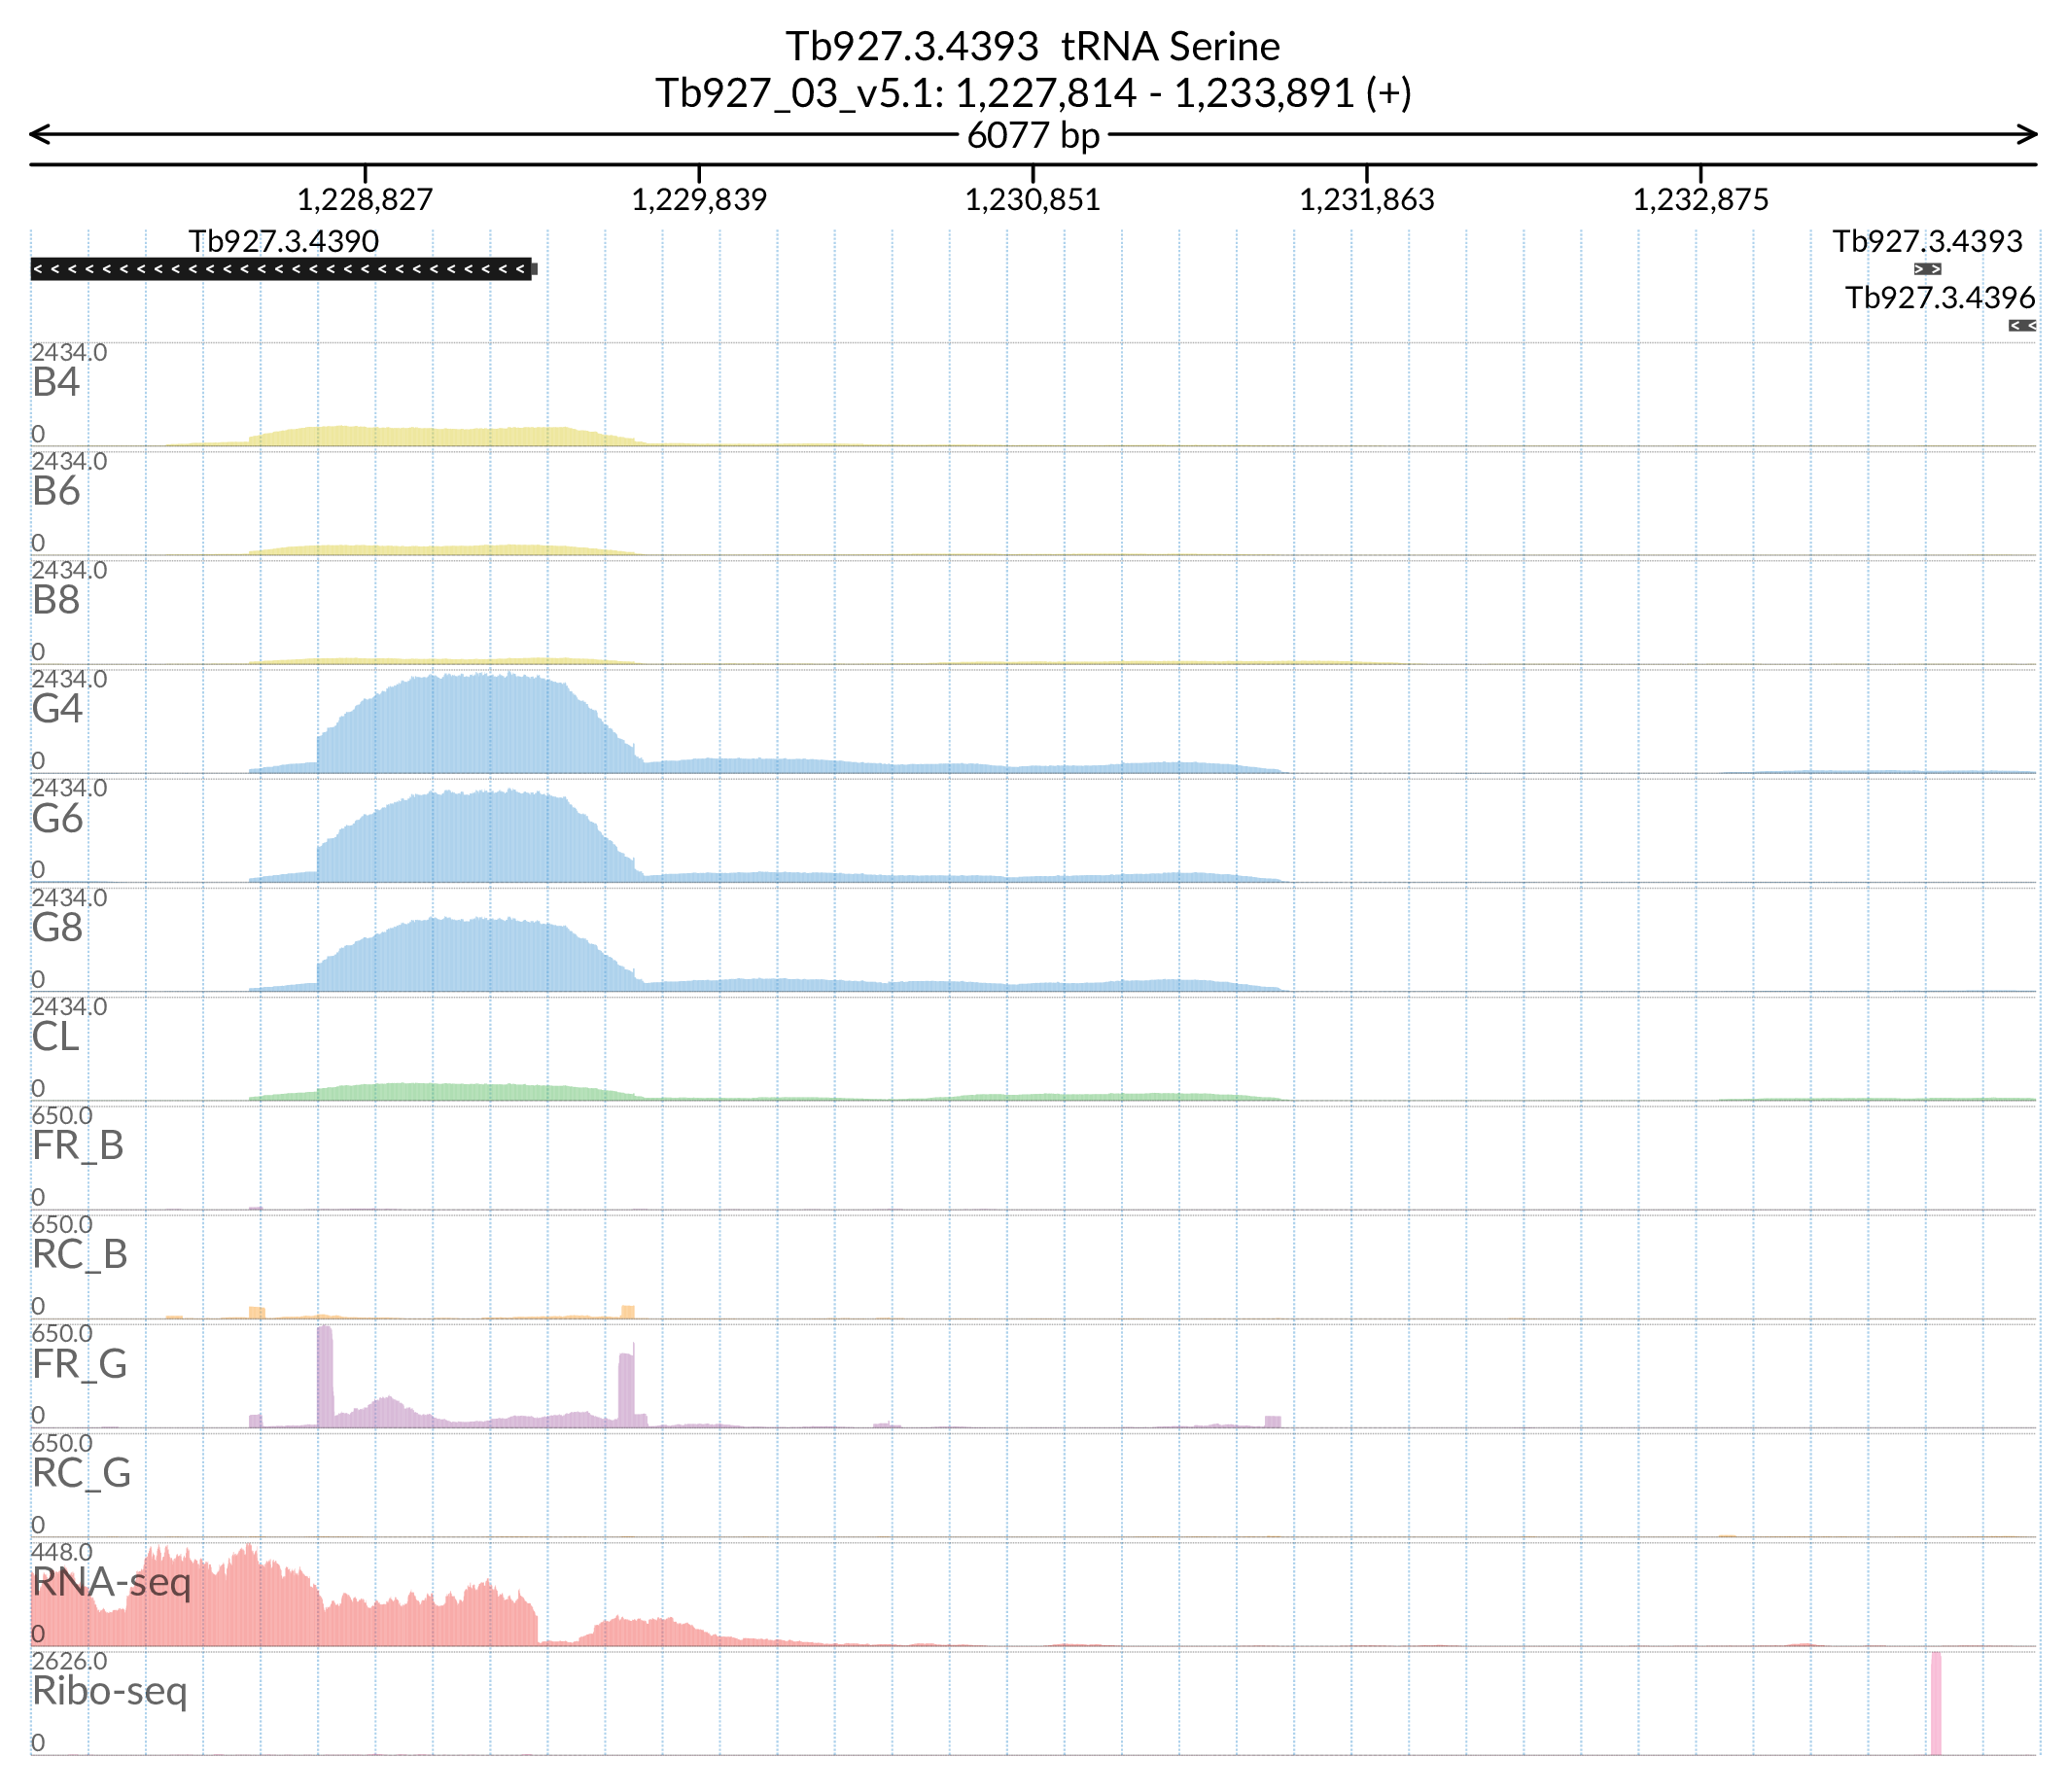 Tb927.3.4393  tRNA Serine
Tb927_03_v5.1: 1,227,814 - 1,233,891 (+)
6077 bp
1,228,827 1,229,839 1,230,851 1,231,863 1,232,875
Tb927.3.4390 Tb927.3.4393
Tb927.3.4396
2434.0
B4
0
2434.0
B6
0
2434.0
B8
0
2434.0
G4
0
2434.0
G6
0
2434.0
G8
0
2434.0
CL
0
650.0
FR_B
0
650.0
RC_B
0
650.0
FR_G
0
650.0
RC_G
0
448.0
RNA-seq
0
2626.0
Ribo-seq
0